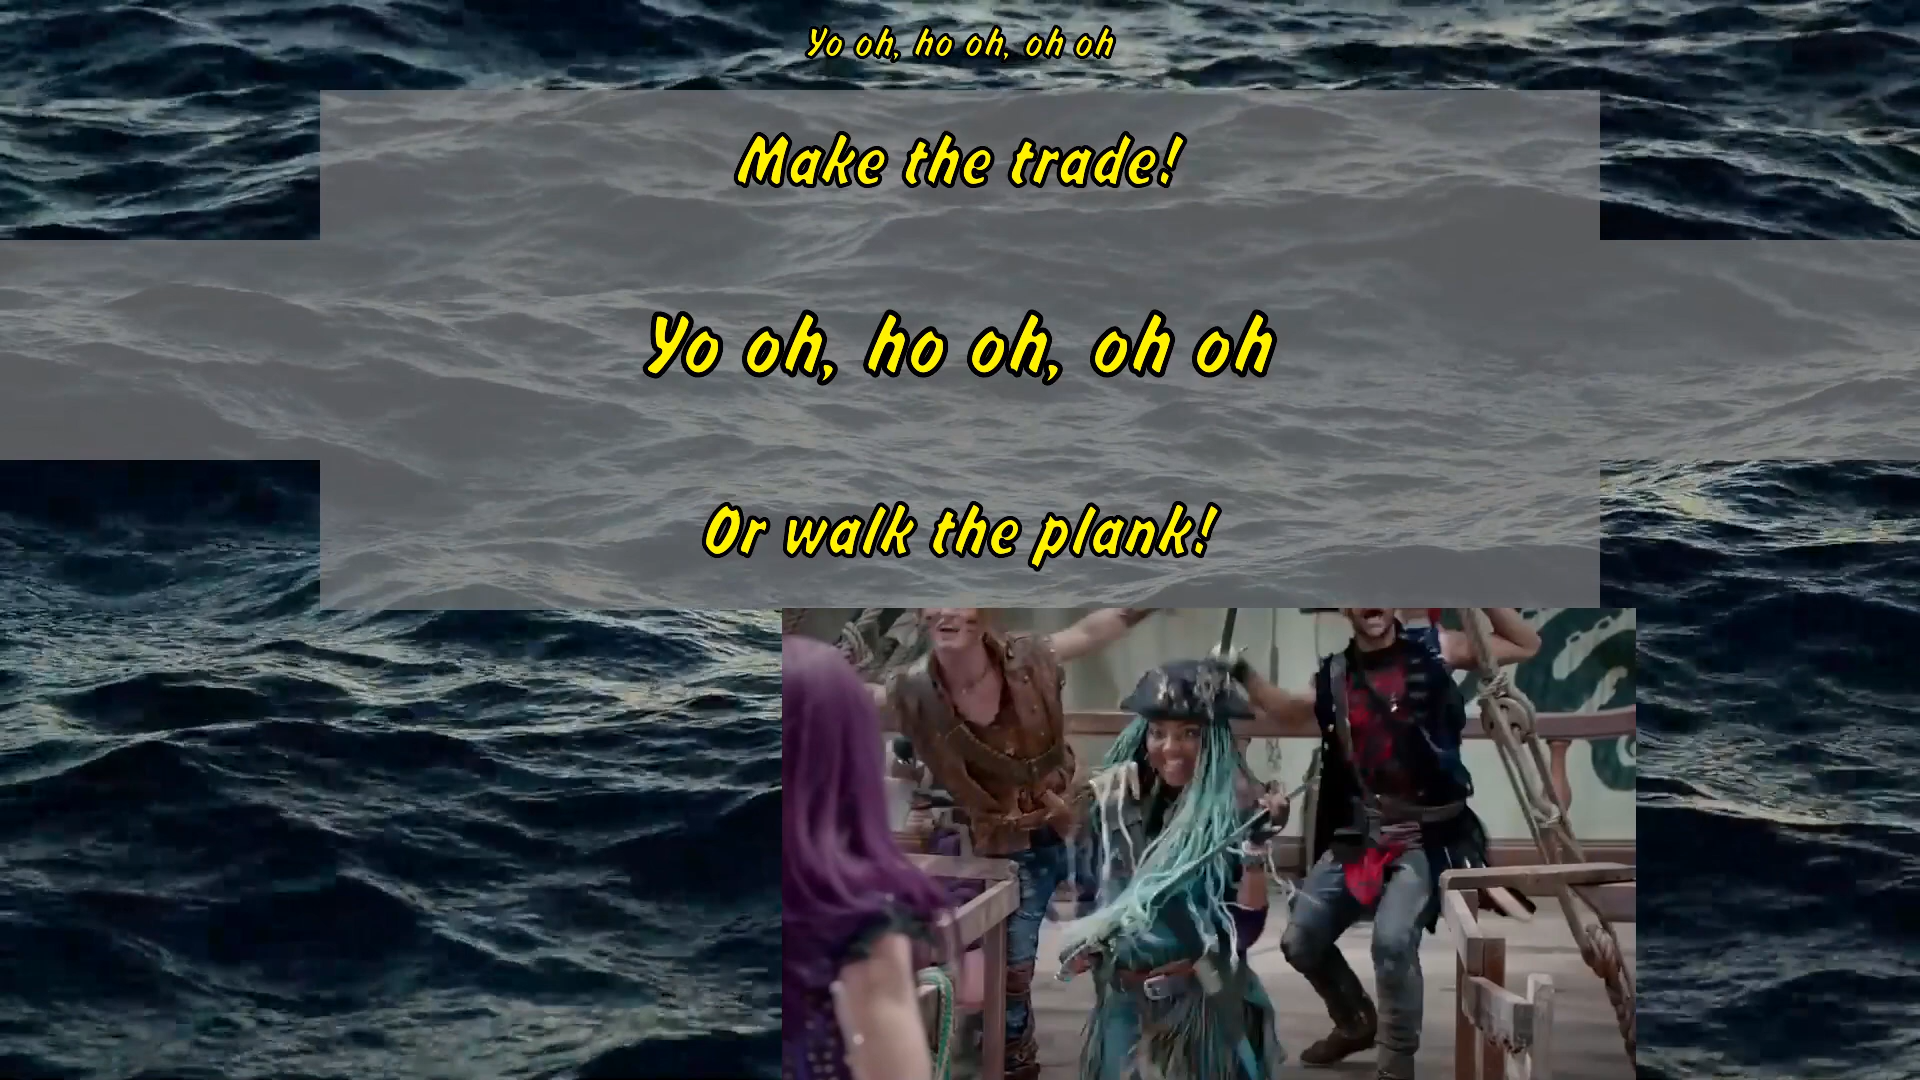 Yo oh, ho oh, oh oh
Make the trade!
Yo oh, ho oh, oh oh
Or walk the plank!